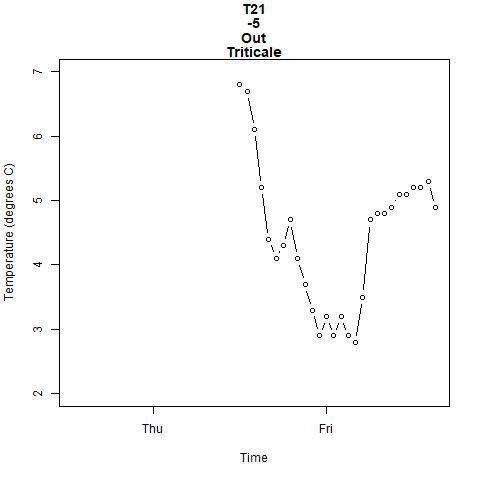 T21
-5
Out
Triticale
7
6
5
4
3
2
Temperature (degrees C)
Thu
Fri
Time